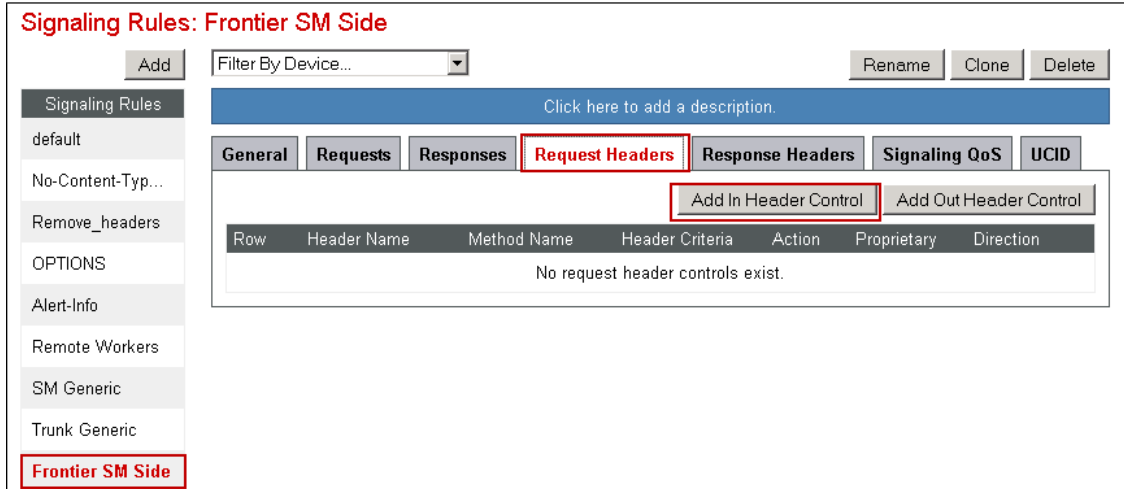 Signaling Rules: Frontier SM Side
Add
Filter By Device...
Rename Clone Delete
Signaling Rules
Click here to add a description.
default
General Requests Responses Request Headers Response Headers Signaling QoS UCID
No-Content-Typ...
Add In Header Control Add Out Header Control
Remove_headers
Row Header Name Method Name Header Criteria Action Proprietary Direction
OPTIONS
No request header controls exist.
Alert-Info
Remote Workers
SM Generic
Trunk Generic
Frontier SM Side